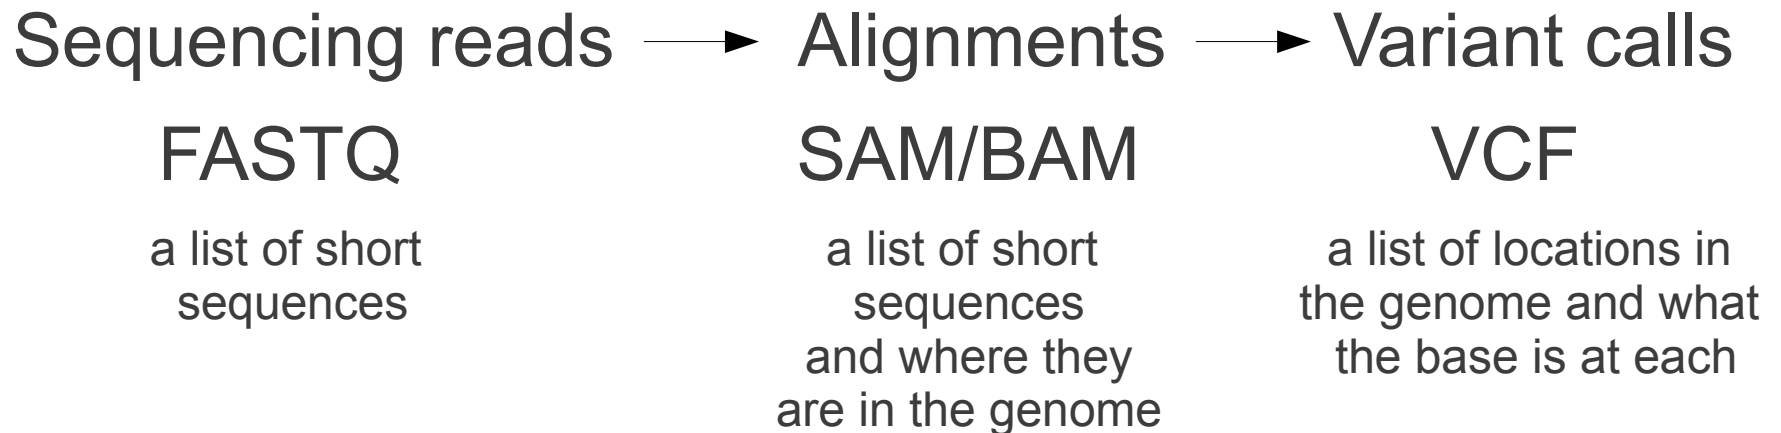 Sequencing reads
Alignments
Variant calls
FASTQ
SAM/BAM
VCF
a list of short
sequences
a list of short
sequences
and where they
are in the genome
a list of locations in
the genome and what
the base is at each